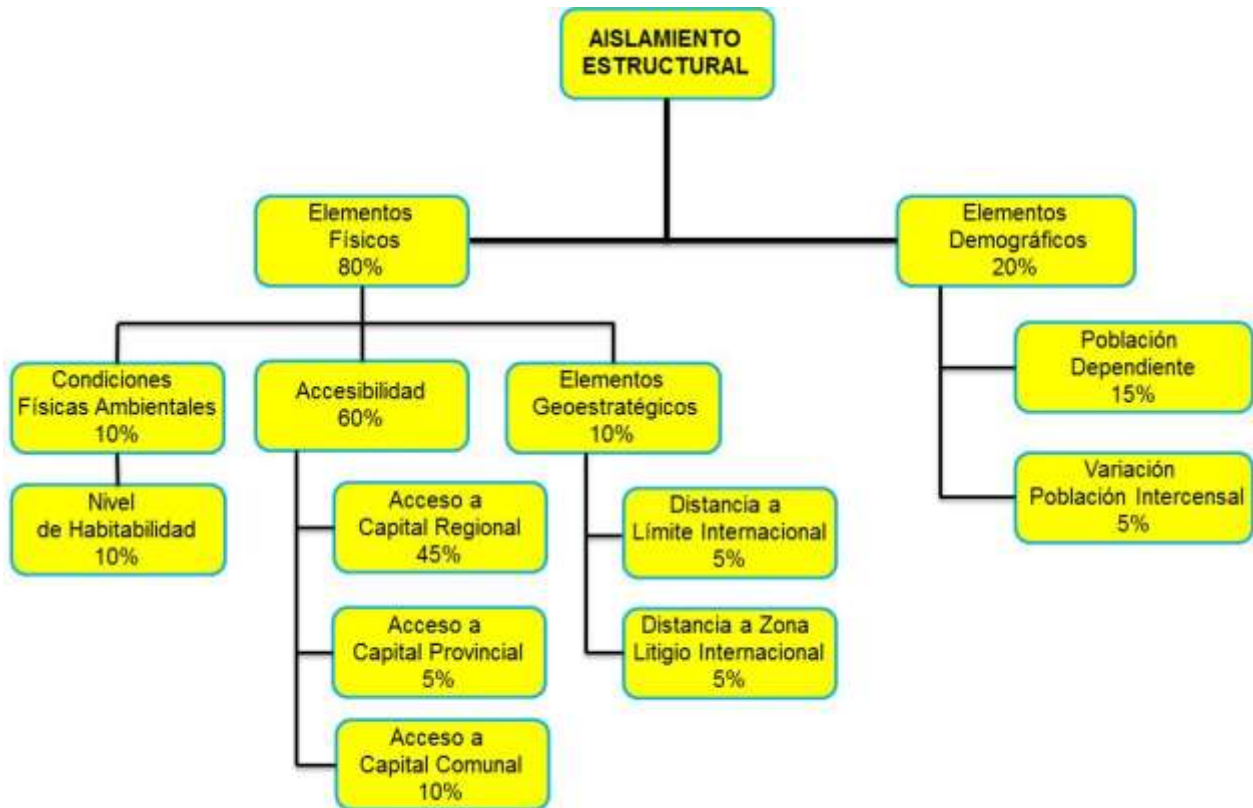 AISLAMIENTO
ESTRUCTURAL
Elementos
Físicos
80%
Elementos
Demográficos
20%
Condiciones
Físicas Ambientales
10%
Accesibilidad
60%
Elementos
Geoestratégicos
10%
Población
Dependiente
15%
Nivel
de Habitabilidad
10%
Acceso a
Capital Regional
45%
Distancia a
Límite Internacional
5%
Variación
Población Intercensal
5%
Acceso a
Capital Provincial
5%
Distancia a Zona
Litigio Internacional
5%
Acceso a
Capital Comunal
10%